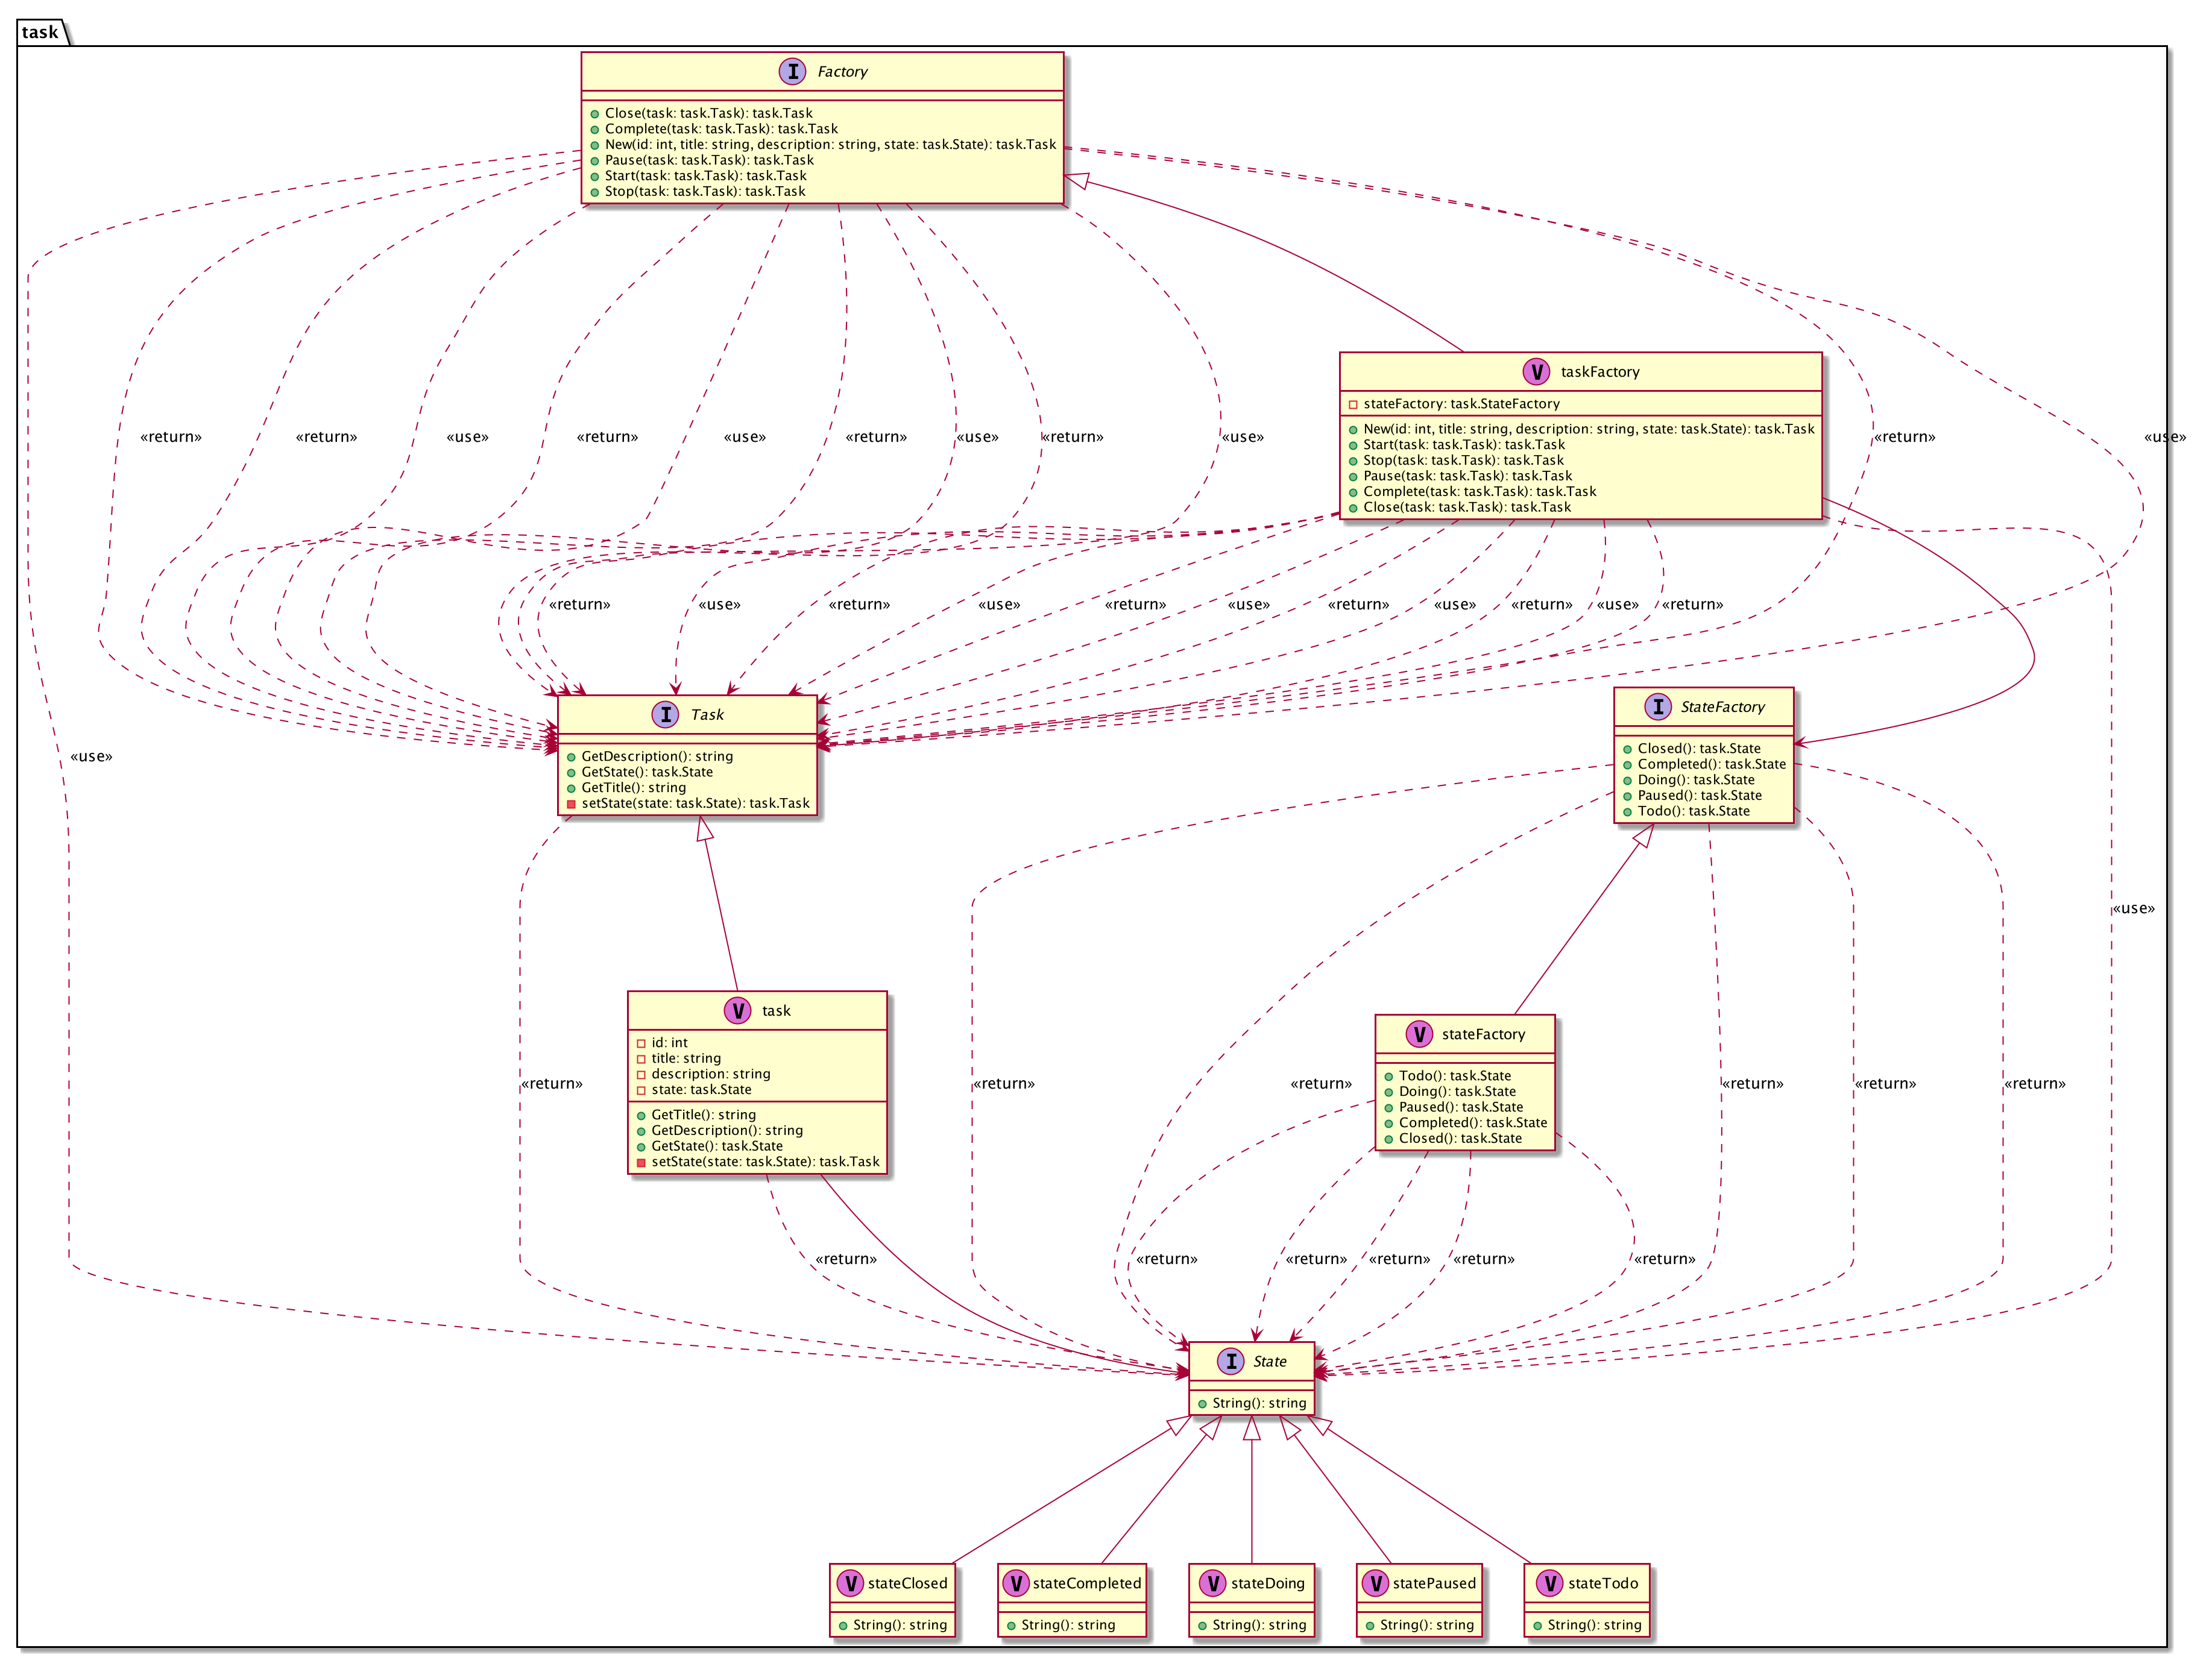 task
Factory
Close(task: task.Task): task.Task
Complete(task: task.Task): task.Task
New(id: int, title: string, description: string, state: task.State): task.Task
Pause(task: task.Task): task.Task
Start(task: task.Task): task.Task
Stop(task: task.Task): task.Task
taskFactory
stateFactory: task.StateFactory
New(id: int, title: string, description: string, state: task.State): task.Task
Start(task: task.Task): task.Task
Stop(task: task.Task): task.Task
Pause(task: task.Task): task.Task
Complete(task: task.Task): task.Task
Close(task: task.Task): task.Task
«return» «return» «use» «return» «use» «return» «use» «return» «use» «return» «use»
«return» «use» «return» «use» «return» «use» «return» «use» «return» «use» «return»
Task
GetDescription(): string
GetState(): task.State
GetTitle(): string
setState(state: task.State): task.Task
StateFactory
Closed(): task.State
Completed(): task.State
Doing(): task.State
Paused(): task.State
Todo(): task.State
«use»
«use»
task
id: int
title: string
description: string
state: task.State
GetTitle(): string
GetDescription(): string
GetState(): task.State
setState(state: task.State): task.Task
stateFactory
Todo(): task.State
Doing(): task.State
Paused(): task.State
Completed(): task.State
Closed(): task.State
«return» «return» «return» «return» «return» «return»
«return» «return» «return» «return» «return» «return»
State
String(): string
stateClosed
String(): string
stateCompleted
String(): string
stateDoing
String(): string
statePaused
String(): string
stateTodo
String(): string